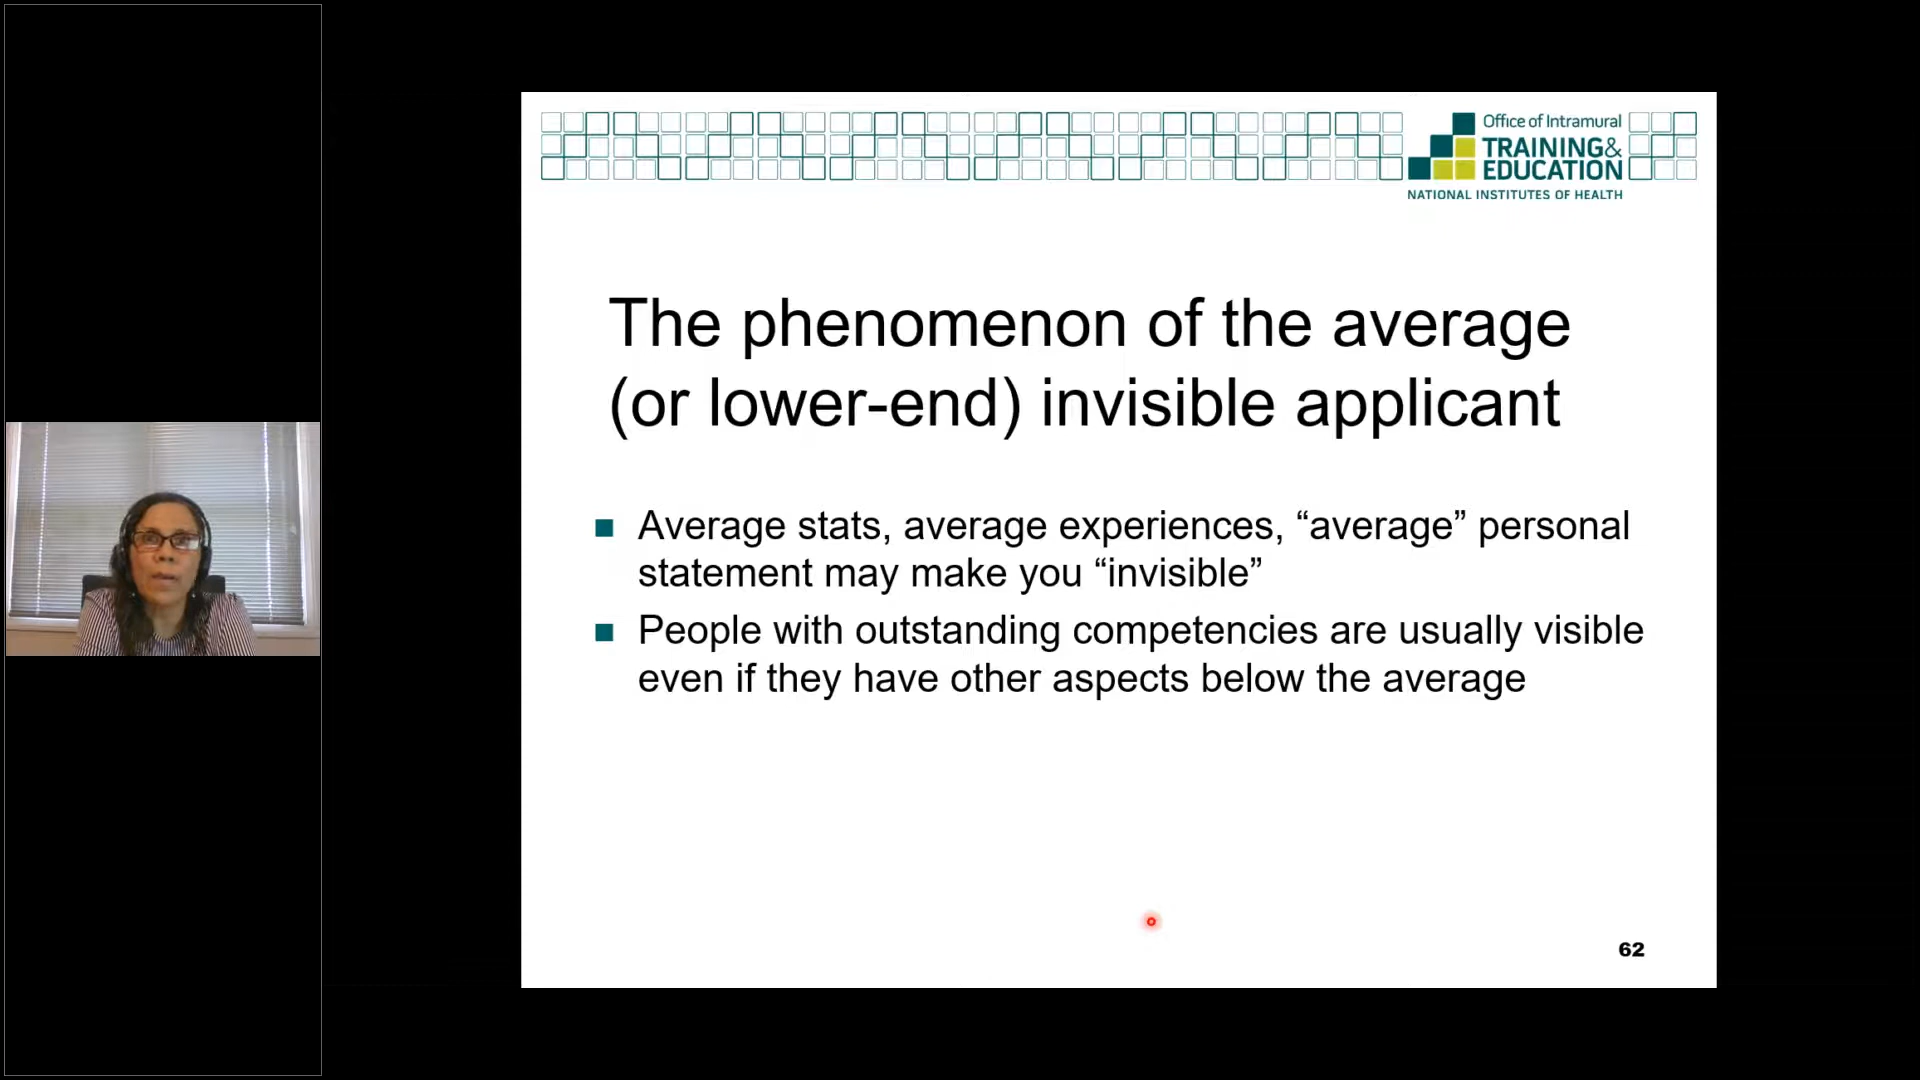 Office of Intramural
TRAINING&
EDUCATION
NATIONAL INSTITUTES OF HEALTH
The phenomenon of the average
(or lower-end) invisible applicant
Average stats, average experiences, “average” personal
statement may make you “invisible”
People with outstanding competencies are usually visible
even if they have other aspects below the average
62